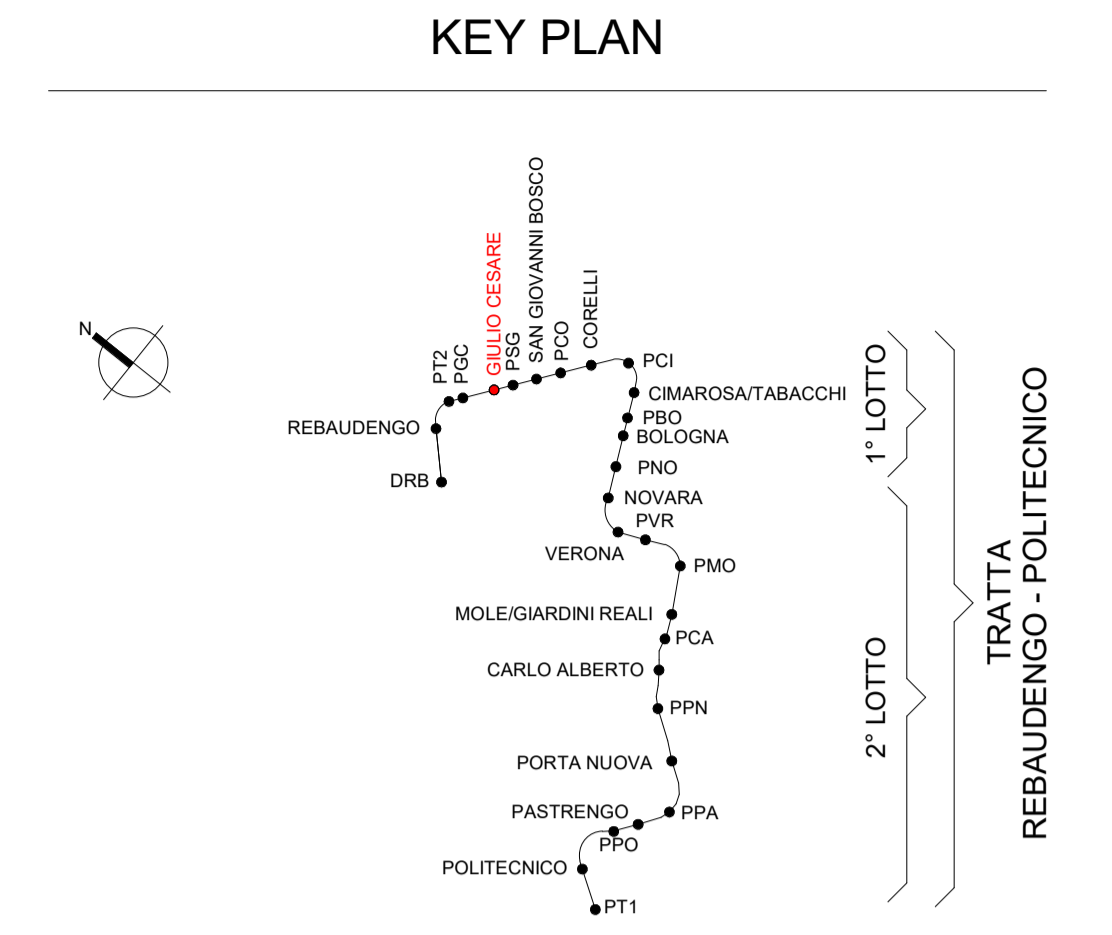 KEY PLAN
N
PT2
PGC
GIULIO CESARE
PSG
SAN GIOVANNI BOSCO
PCO
CORELLI
PCI
CIMAROSA/TABACCHI
REBAUDENGO
PBO
BOLOGNA
DRB
PNO
NOVARA
PVR
VERONA
PMO
MOLE/GIARDINI REALI
PCA
CARLO ALBERTO
PPN
PORTA NUOVA
PASTRENGO
PPA
PPO
POLITECNICO
PT1
1° LOTTO
2° LOTTO
TRATTA
REBAUDENGO - POLITECNICO